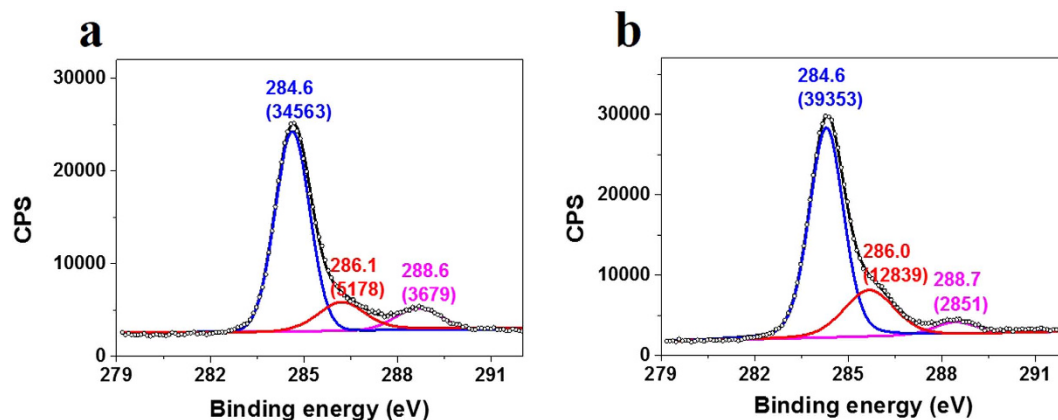 a
30000
20000
10000
0
CPS
284.6
(34563)
286.1
(5178)
288.6
(3679)
279 282 285 288 291
Binding energy (eV)
b
30000
20000
10000
0
CPS
284.6
(39353)
286.0
(12839)
288.7
(2851)
279 282 285 288 291
Binding energy (eV)